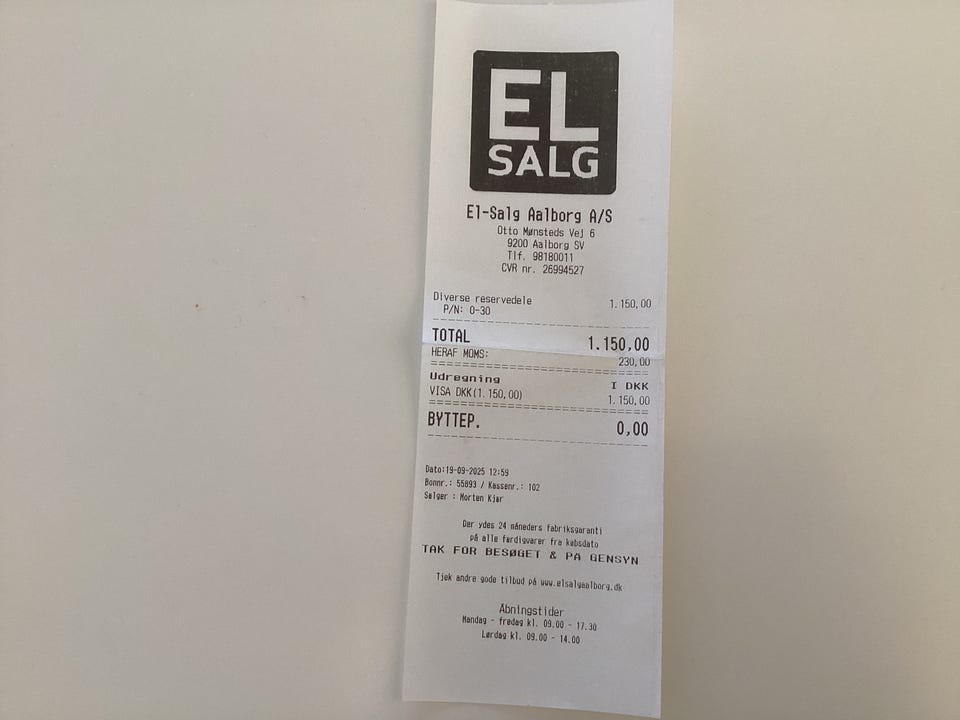 EL
SALG
El-Salg Aalborg A/S
Otto Mønsteds Vej 6
9200 Aalborg SV
Tlf. 98180011
CVR nr. 26994527
Diverse reservedele 1.150,00
P/N: 0-30
TOTAL 1.150,00
HERAF MOMS: 230,00
Udregning I DKK
VISA DKK(1.150,00) 1.150,00
BYTTEP. 0,00
Dato:19-09-2025 12:59
Bonnr.: 55893 / Kassenr.: 102
Sælger : Morten Kjær
Der ydes 24 måneders fabriksgaranti
på alle færdigvarer fra købsdato
TAK FOR BESØGET & PÅ GENSYN
Tjek andre gode tilbud på www.elsalgaalborg.dk
Åbningstider
Mandag - fredag kl. 09.00 - 17.30
Lørdag kl. 09.00 - 14.00